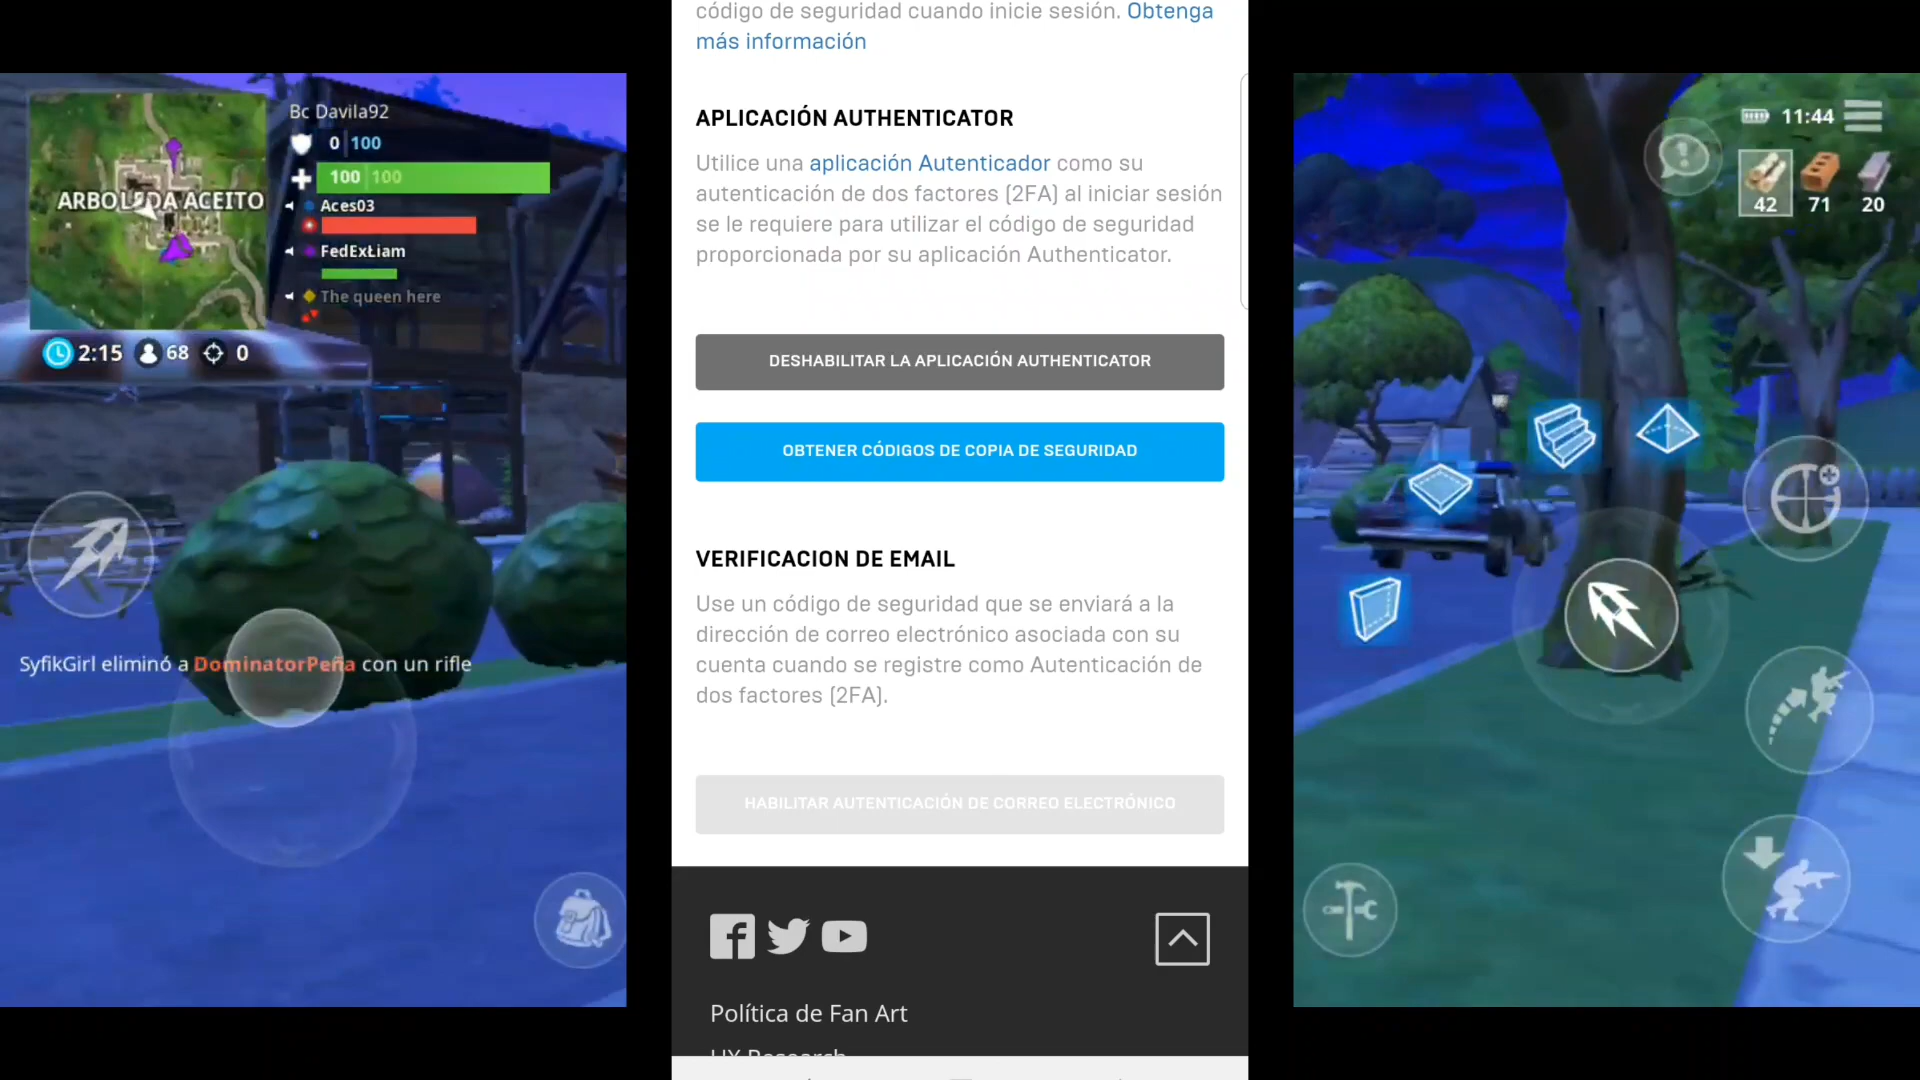 Bc Davila92
0 | 100
100 | 100
Aces03
FedExŁiam
The queen here
ARBOLEDA ACEITO
2:15 68 0
SyfikGirl eliminó a DominatorPeña con un rifle
código de seguridad cuando inicie sesión. Obtenga
más información
APLICACIÓN AUTHENTICATOR
Utilice una aplicación Autenticador como su
autenticación de dos factores (2FA) al iniciar sesión
se le requiere para utilizar el código de seguridad
proporcionada por su aplicación Authenticator.
DESHABILITAR LA APLICACIÓN AUTHENTICATOR
OBTENER CÓDIGOS DE COPIA DE SEGURIDAD
VERIFICACION DE EMAIL
Use un código de seguridad que se enviará a la
dirección de correo electrónico asociada con su
cuenta cuando se registre como Autenticación de
dos factores (2FA).
HABILITAR AUTENTICACIÓN DE CORREO ELECTRÓNICO
Política de Fan Art
UX Research
11:44
42 71 20